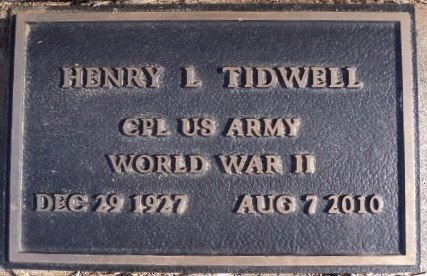 HENRY L TIDWELL
CPL US ARMY
WORLD WAR II
DEC 29 1927 AUG 7 2010